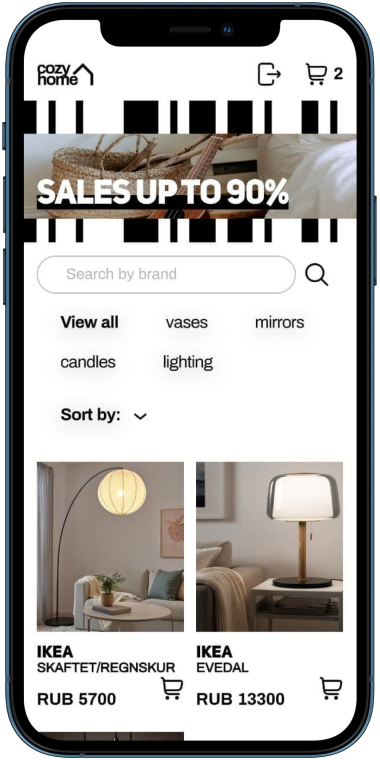 cozy
home
2
SALES UP TO 90%
Search by brand
View all
vases
mirrors
candles
lighting
Sort by:
IKEA
SKAFTET/REGNSKUR
RUB 5700
IKEA
EVEDAL
RUB 13300